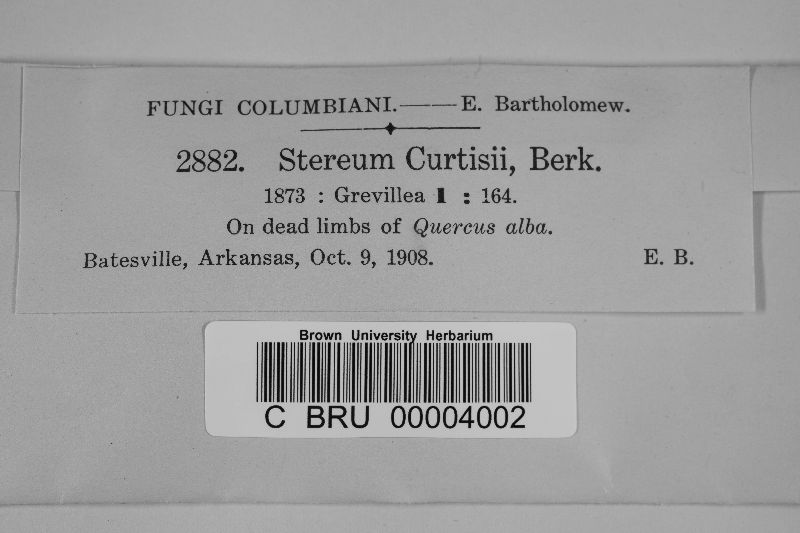 FUNGI COLUMBIANI.——E. Bartholomew.
2882. Stereum Curtisii, Berk.
1873 : Grevillea 1 : 164.
On dead limbs of Quercus alba.
Batesville, Arkansas, Oct. 9, 1908. E. B.
Brown University Herbarium
C BRU 00004002